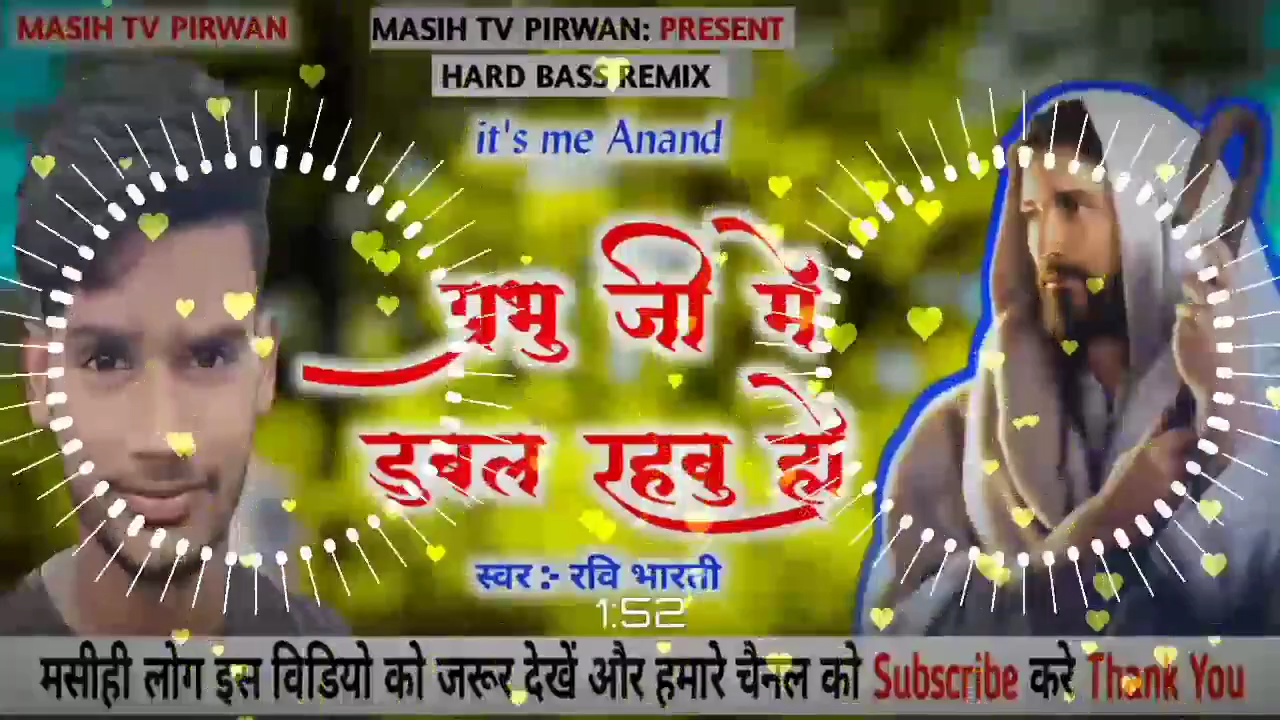 MASIH TV PIRWAN
MASIH TV PIRWAN: PRESENT
HARD BASS REMIX
it's me Anand
प्रभु जी में
डुबल रहबु हो
स्वर :- रवि भारती
1:52
मसीही लोग इस विडियो को जरूर देखें और हमारे चैनल को Subscribe करे Thank You